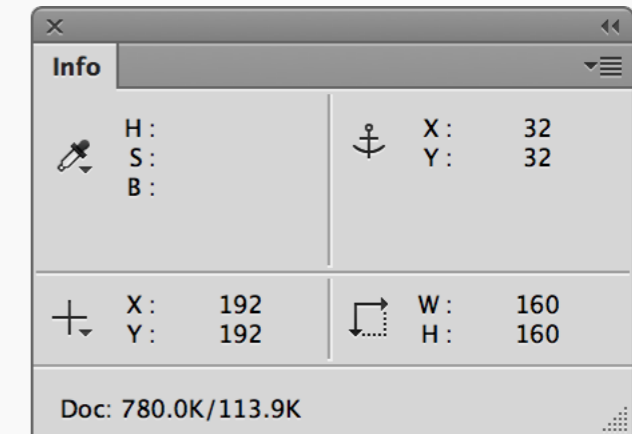 Info
H :
S :
B :
X : 32
Y : 32
X : 192
Y : 192
W : 160
H : 160
Doc: 780.0K/113.9K